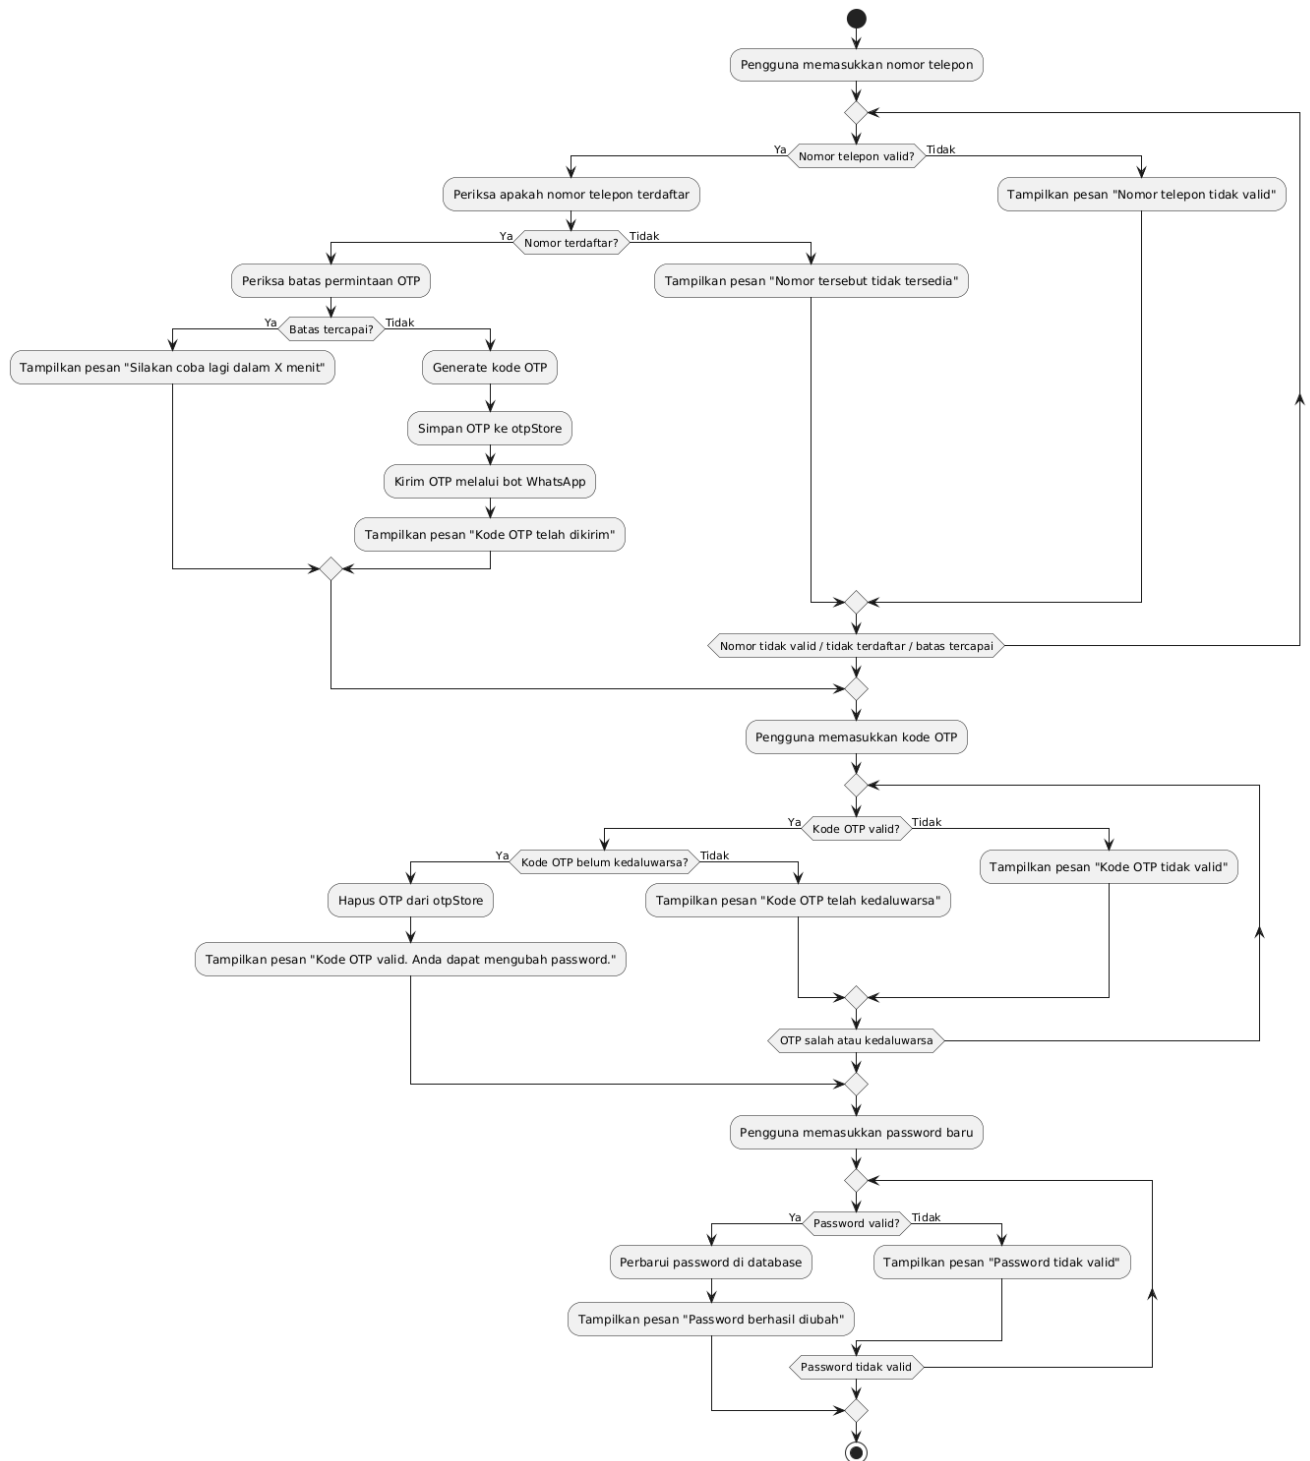 Pengguna memasukkan nomor telepon
Ya
Nomor telepon valid?
Tidak
Periksa apakah nomor telepon terdaftar
Tampilkan pesan "Nomor telepon tidak valid"
Ya
Nomor terdaftar?
Tidak
Periksa batas permintaan OTP
Tampilkan pesan "Nomor tersebut tidak tersedia"
Ya
Batas tercapai?
Tidak
Tampilkan pesan "Silakan coba lagi dalam X menit"
Generate kode OTP
Simpan OTP ke otpStore
Kirim OTP melalui bot WhatsApp
Tampilkan pesan "Kode OTP telah dikirim"
Nomor tidak valid / tidak terdaftar / batas tercapai
Pengguna memasukkan kode OTP
Ya
Kode OTP valid?
Tidak
Ya
Kode OTP belum kedaluwarsa?
Tidak
Tampilkan pesan "Kode OTP tidak valid"
Hapus OTP dari otpStore
Tampilkan pesan "Kode OTP telah kedaluwarsa"
Tampilkan pesan "Kode OTP valid. Anda dapat mengubah password."
OTP salah atau kedaluwarsa
Pengguna memasukkan password baru
Ya
Password valid?
Tidak
Perbarui password di database
Tampilkan pesan "Password tidak valid"
Tampilkan pesan "Password berhasil diubah"
Password tidak valid